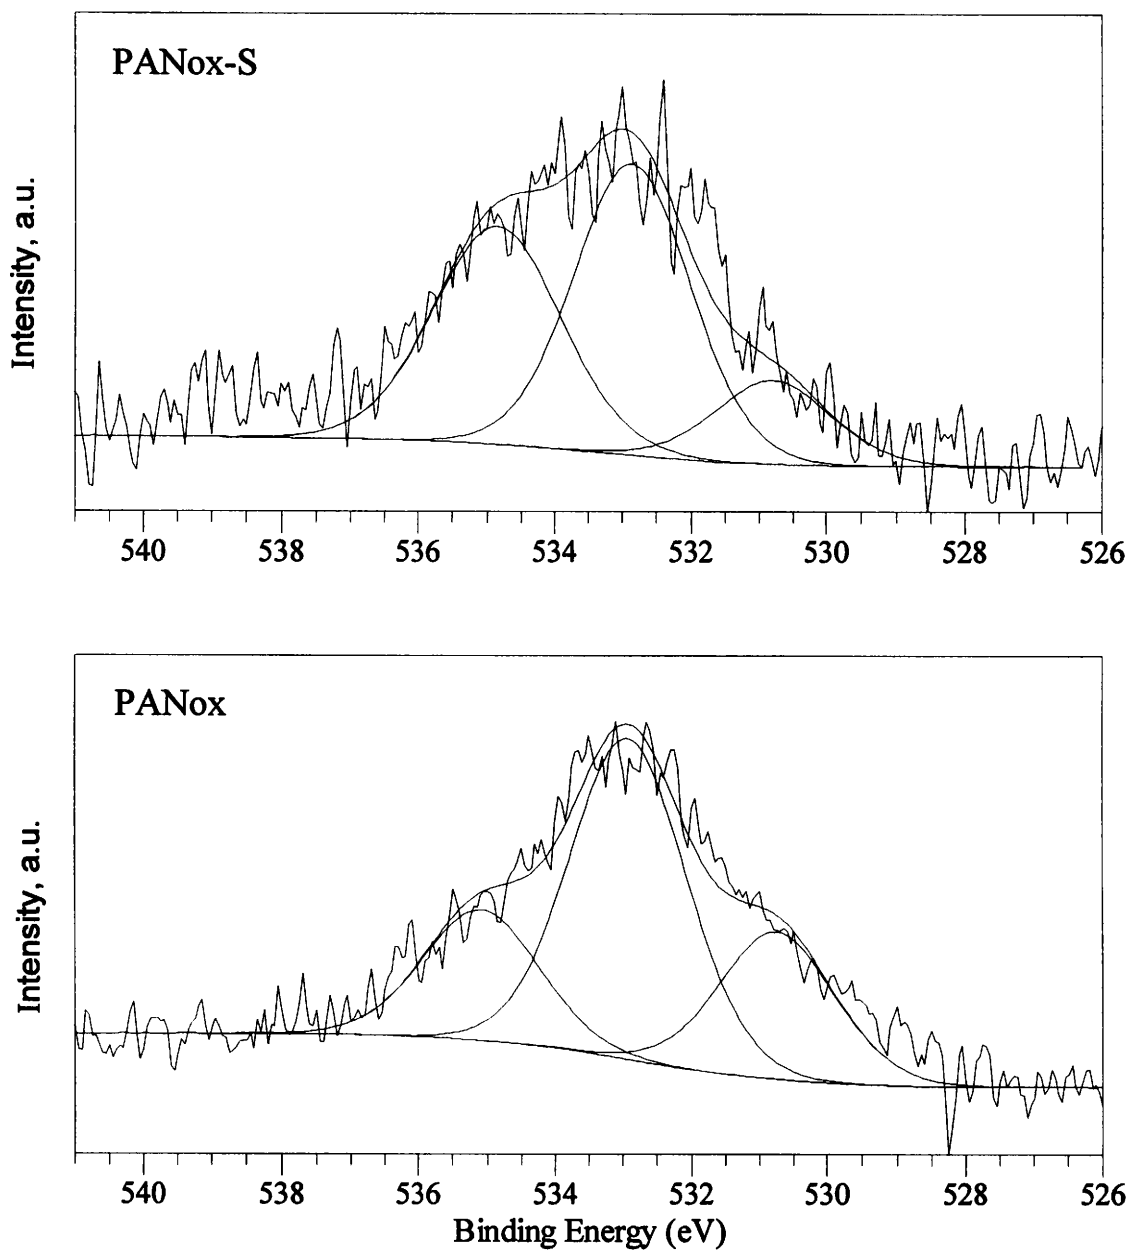 PANox-S
Intensity, a.u.
540 538 536 534 532 530 528 526
PANox
Intensity, a.u.
540 538 536 534 532 530 528 526
Binding Energy (eV)